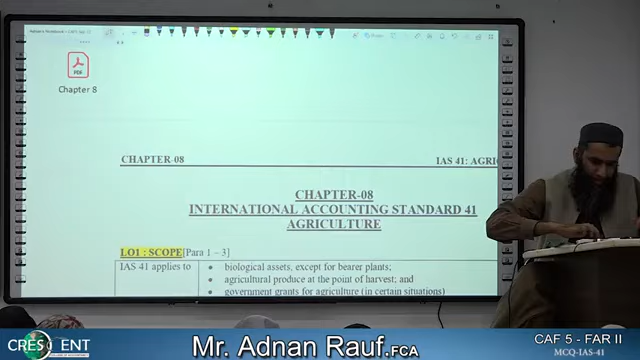 PDF
Chapter 8
CHAPTER-08 IAS 41: AGRI
CHAPTER-08
INTERNATIONAL ACCOUNTING STANDARD 41
AGRICULTURE
LO1 : SCOPE[Para 1 – 3]
IAS 41 applies to • biological assets, except for bearer plants;
• agricultural produce at the point of harvest; and
• government grants for agriculture (in certain situations)
CRESCENT
Mr. Adnan Rauf.FCA
CAF 5 - FAR II
MCQ-IAS-41